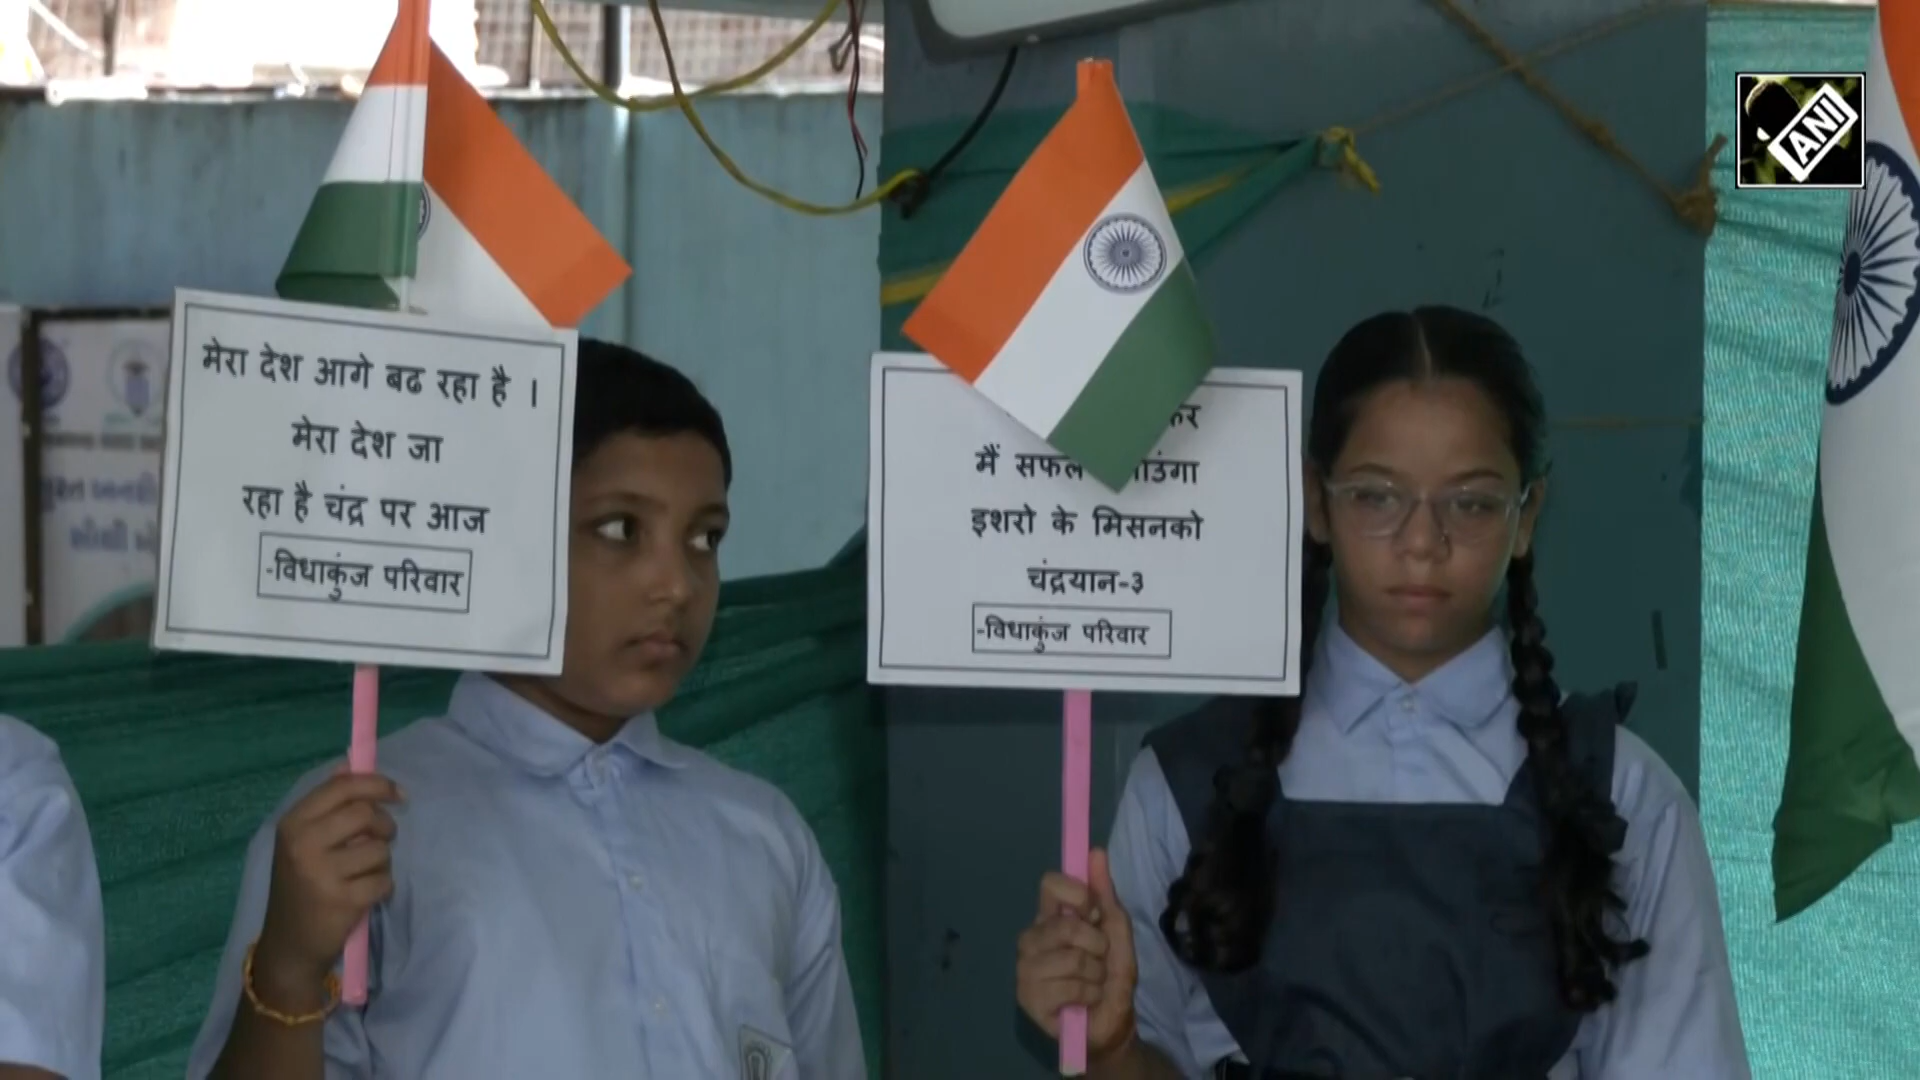 मेरा देश आगे बढ रहा है ।
मेरा देश जा
रहा है चंद्र पर आज
-विधाकुंज परिवार
मैं सफल
इशरो के मिसनको
चंद्रयान-३
-विधाकुंज परिवार
ANI